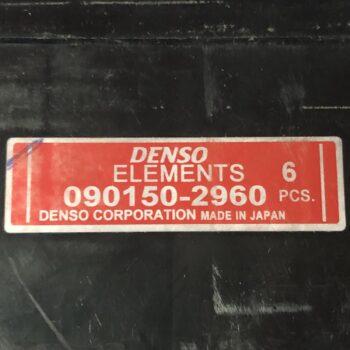 DENSO
ELEMENTS 6
090150-2960 PCS.
DENSO CORPORATION MADE IN JAPAN